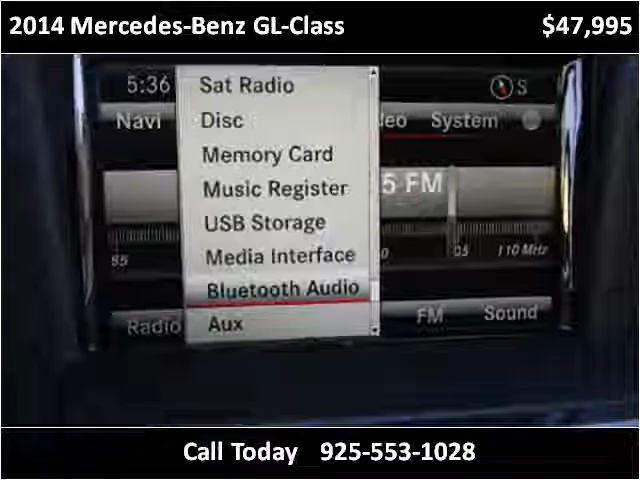 2014 Mercedes-Benz GL-Class $47,995
5:36 Sat Radio S
Navi Disc deo System
Memory Card
Music Register 5 FM
USB Storage
Media Interface 0 05 110 MHz
Bluetooth Audio
Radio Aux FM Sound
Call Today 925-553-1028